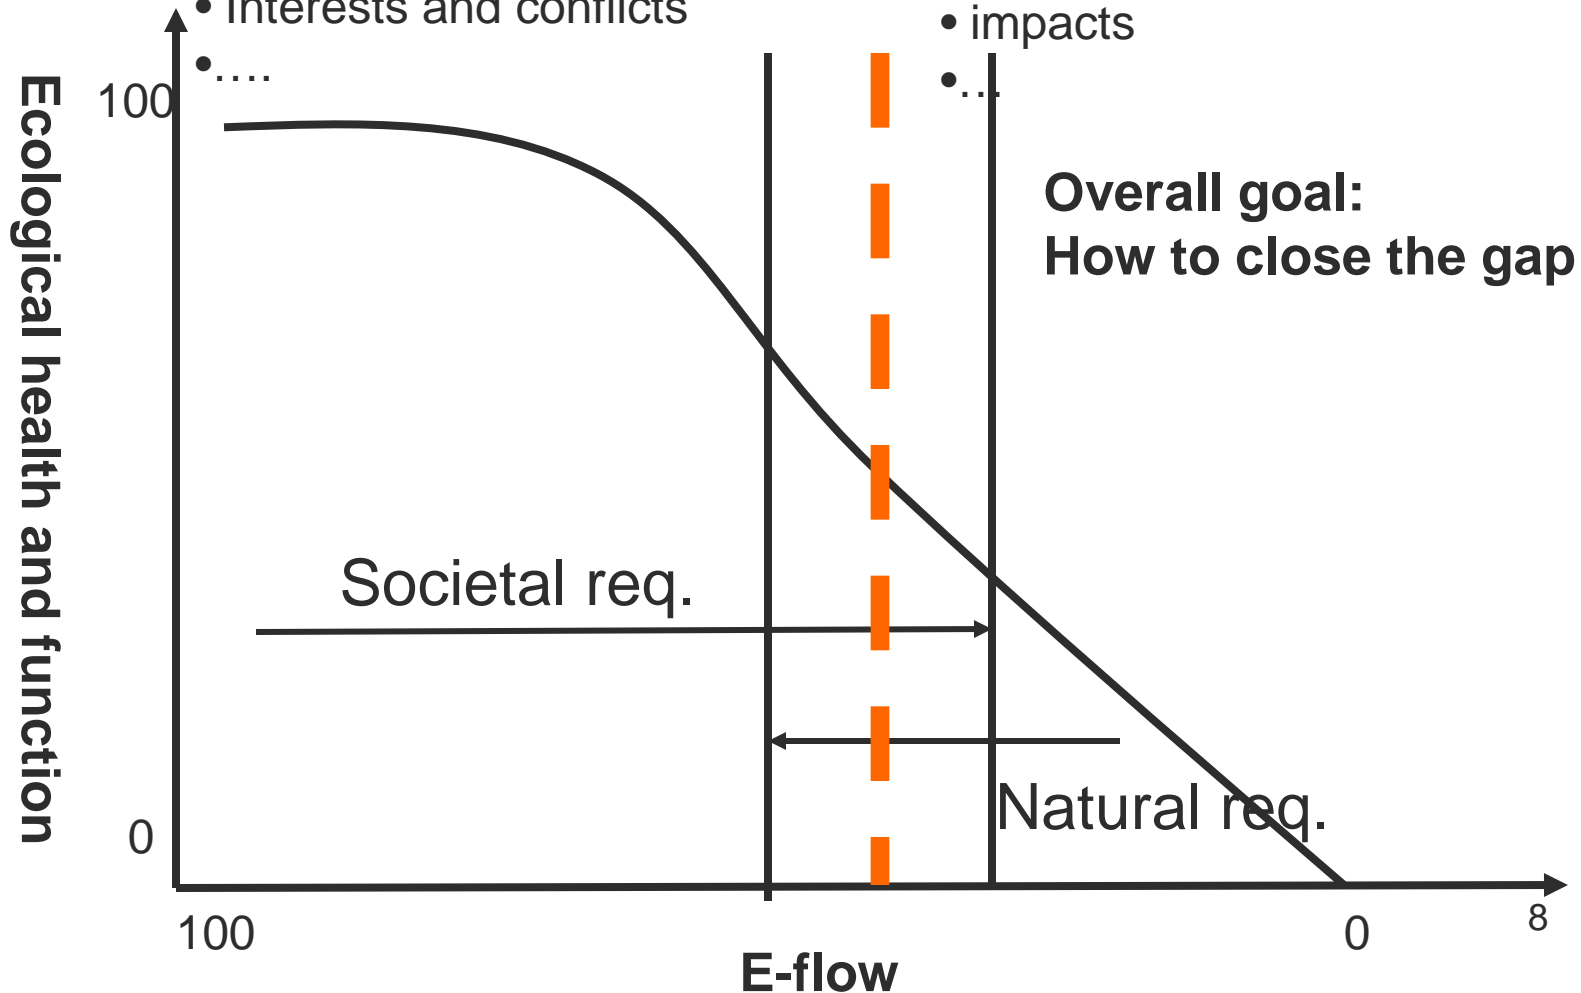 • Interests and conflicts
•….
• impacts
•…
100
Ecological health and function
Overall goal:
How to close the gap
Societal req.
Natural req.
0
100
0
8
E-flow